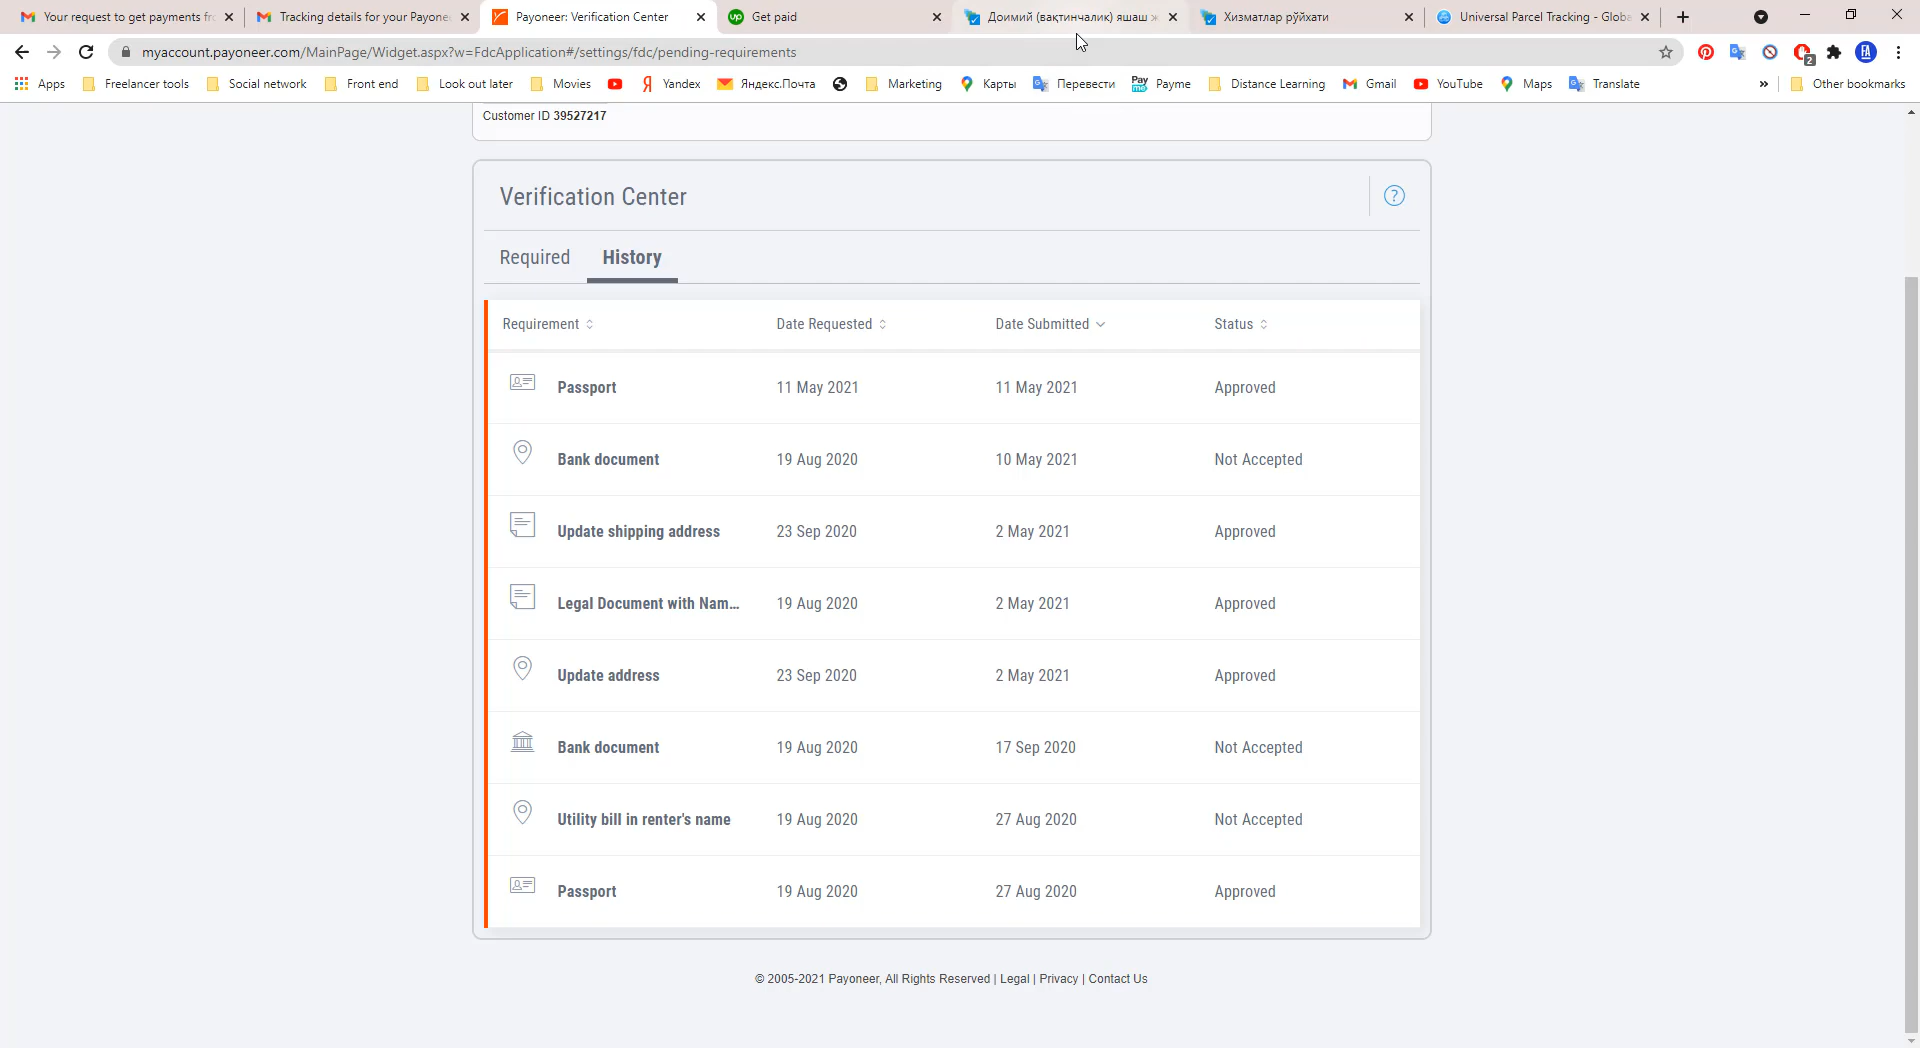 Your request to get payments fr
Tracking details for your Payone
Payoneer: Verification Center
Get paid
Доимий (вақтинчалик) яшаш ж
Хизматлар рўйхати
Universal Parcel Tracking - Globa
myaccount.payoneer.com/MainPage/Widget.aspx?w=FdcApplication#/settings/fdc/pending-requirements
2
FA
Apps
Freelancer tools
Social network
Front end
Look out later
Movies
Yandex
Яндекс.Почта
Marketing
Карты
Перевести
Pay me
Payme
Distance Learning
Gmail
YouTube
Maps
Translate
»
Other bookmarks
Customer ID 39527217
Verification Center
?
Required
History
Requirement Date Requested Date Submitted Status
Passport 11 May 2021 11 May 2021 Approved
Bank document 19 Aug 2020 10 May 2021 Not Accepted
Update shipping address 23 Sep 2020 2 May 2021 Approved
Legal Document with Nam... 19 Aug 2020 2 May 2021 Approved
Update address 23 Sep 2020 2 May 2021 Approved
Bank document 19 Aug 2020 17 Sep 2020 Not Accepted
Utility bill in renter's name 19 Aug 2020 27 Aug 2020 Not Accepted
Passport 19 Aug 2020 27 Aug 2020 Approved
© 2005-2021 Payoneer, All Rights Reserved | Legal | Privacy | Contact Us